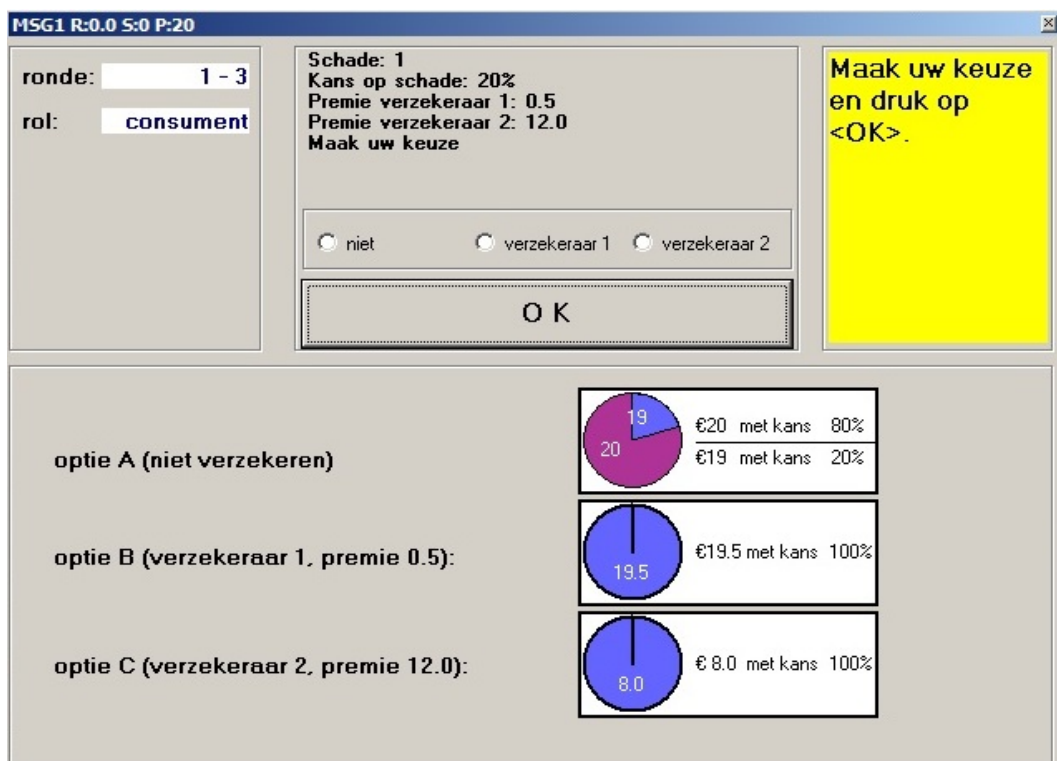 MSG1 R:0.0 S:0 P:20
ronde: 1 - 3
rol: consument
Schade: 1
Kans op schade: 20%
Premie verzekeraar 1: 0.5
Premie verzekeraar 2: 12.0
Maak uw keuze
niet verzekeraar 1 verzekeraar 2
O K
Maak uw keuze
en druk op
<OK>.
optie A (niet verzekeren)
19
20
€20 met kans 80%
€19 met kans 20%
optie B (verzekeraar 1, premie 0.5):
19.5
€19.5 met kans 100%
optie C (verzekeraar 2, premie 12.0):
8.0
€ 8.0 met kans 100%